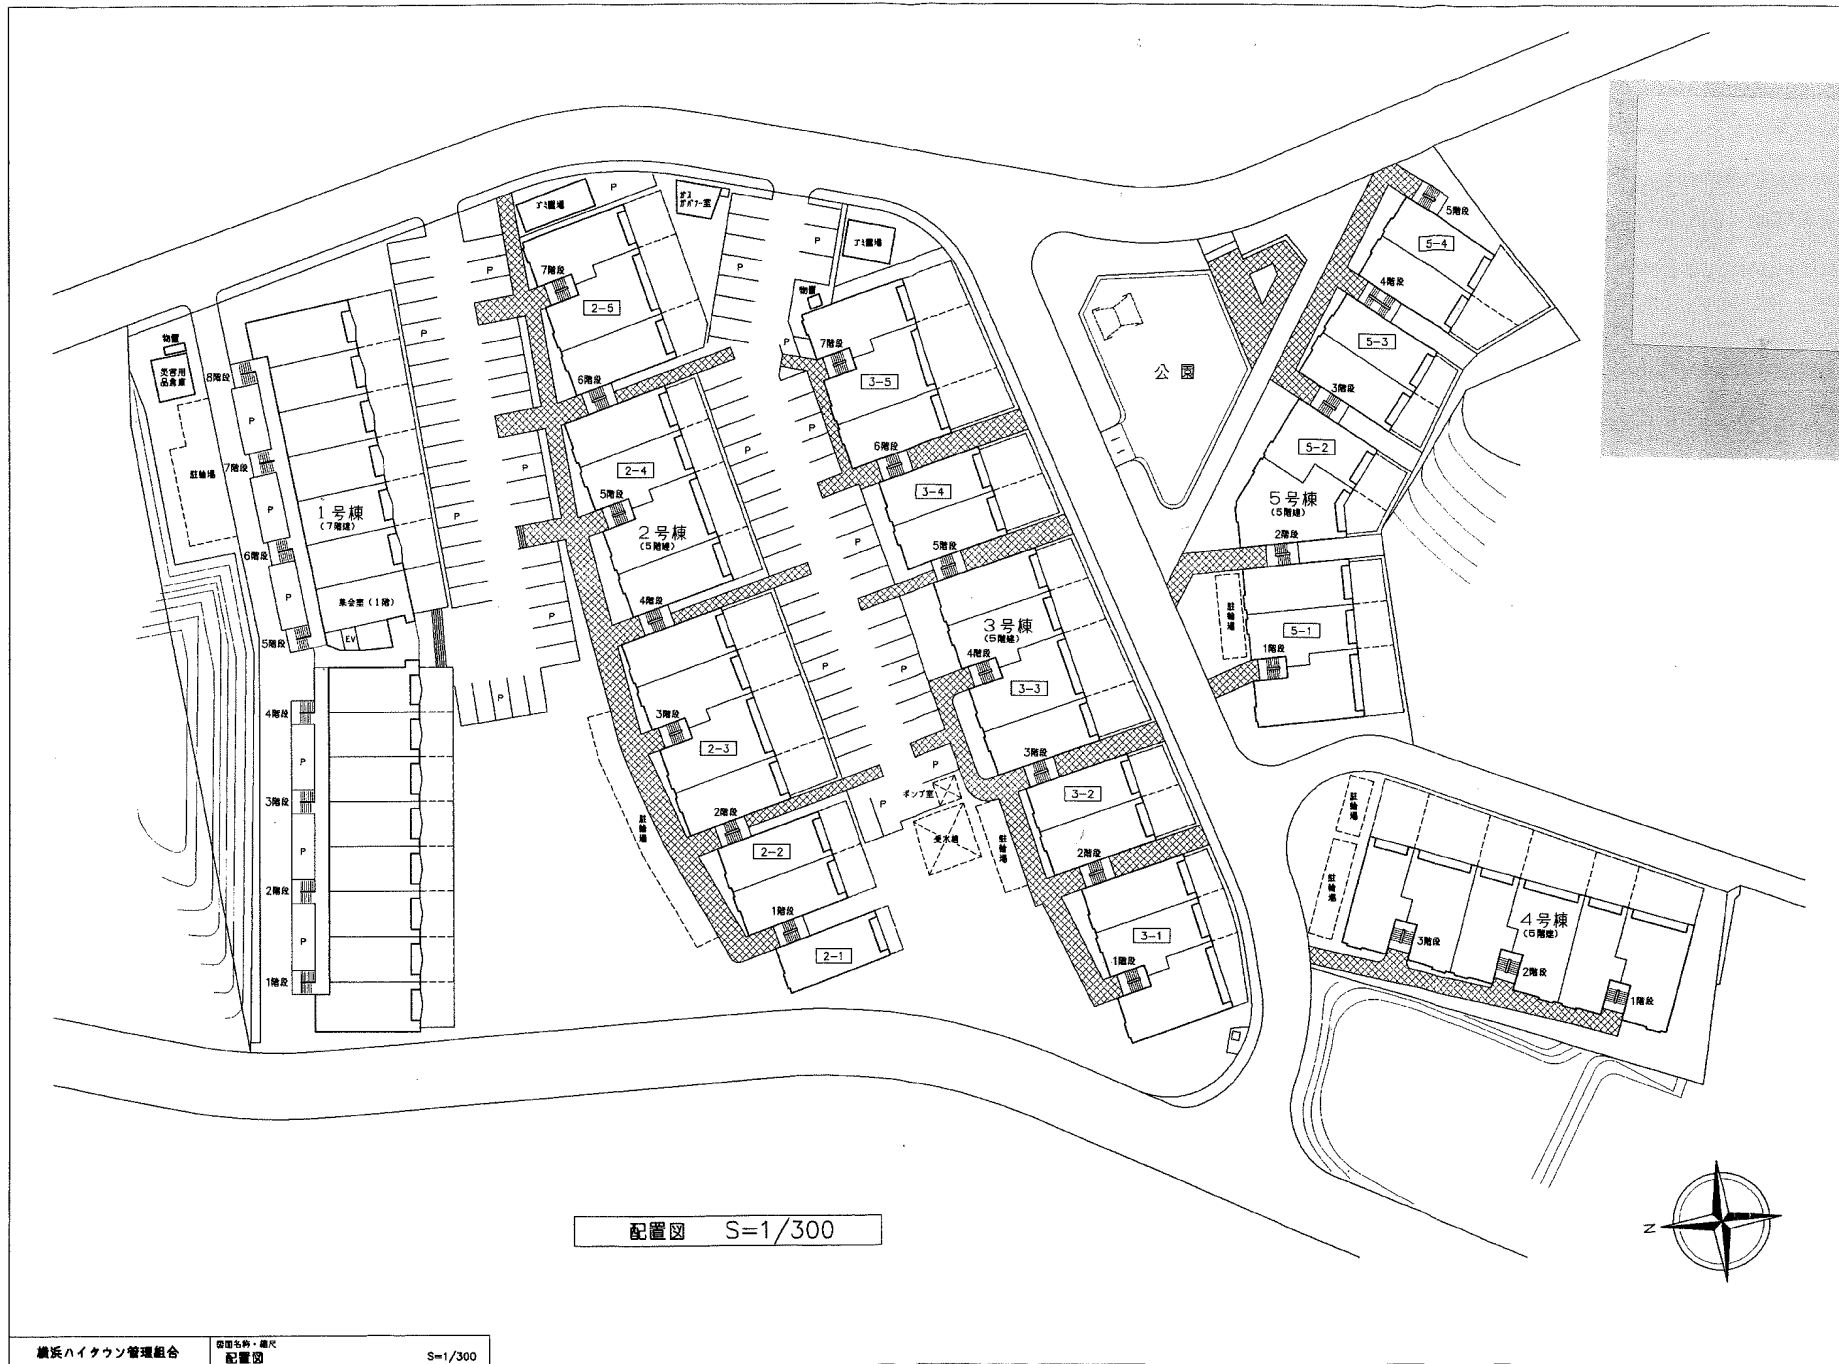 P
ゴミ置場
ガス
ガバナー室
P
P
P
ゴミ置場
P
物置
災害用
品倉庫
8階段
P
駐輪場
7階段
P
6階段
P
5階段
1号棟
(7階建)
集会室(1階)
EV
4階段
P
3階段
P
2階段
P
1階段
P
P
P
7階段
2-5
6階段
2-4
5階段
2号棟
(5階建)
4階段
3階段
2-3
駐輪場
2階段
2-2
1階段
2-1
物置
P
7階段
3-5
P
P
6階段
3-4
P
5階段
3号棟
(5階建)
4階段
P
3-3
3階段
P
ポンプ室
P
受水槽
駐輪場
3-2
2階段
3-1
1階段
公園
5階段
5-4
4階段
5-3
3階段
5-2
5号棟
(5階建)
2階段
駐輪場
5-1
1階段
駐輪場
駐輪場
4号棟
(5階建)
3階段
2階段
1階段
N
配置図 S=1/300
横浜ハイタウン管理組合
図面名称・縮尺
配置図 S=1/300